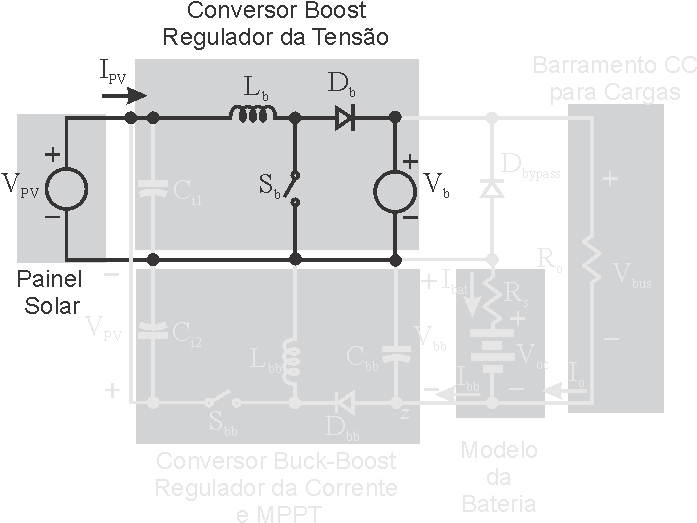 Conversor Boost
Regulador da Tensão
I_PV
L_b
D_b
Barramento CC
para Cargas
+
V_PV
−
C_i1
S_b
+
V_b
−
D_bypass
+
R_o
V_bus
−
Painel
Solar
−
V_PV
+
C_i2
L_bb
C_bb
+
V_bb
−
I_bat
R_s
+
V_oc
−
I_bb
I_o
S_bb
D_bb
z
Conversor Buck-Boost
Regulador da Corrente
e MPPT
Modelo
da
Bateria